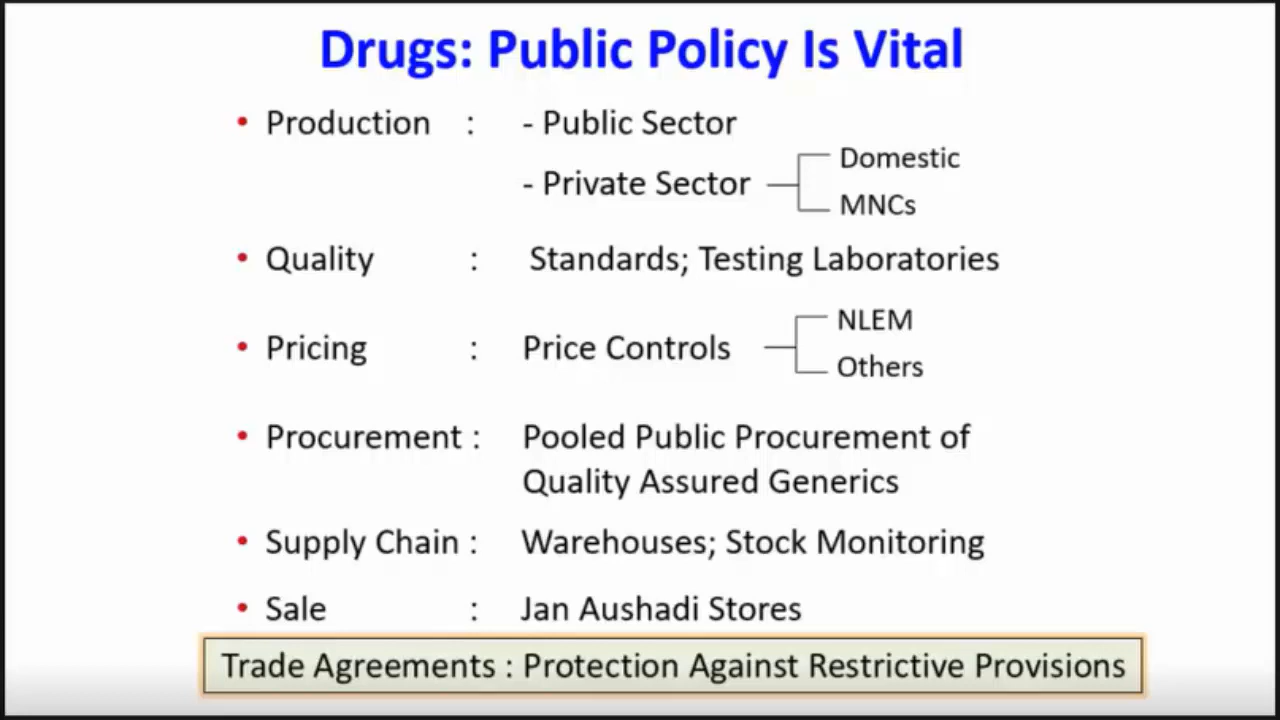 Drugs: Public Policy Is Vital
• Production : - Public Sector
- Private Sector
Domestic
MNCs
• Quality : Standards; Testing Laboratories
• Pricing : Price Controls
NLEM
Others
• Procurement : Pooled Public Procurement of
Quality Assured Generics
• Supply Chain : Warehouses; Stock Monitoring
• Sale : Jan Aushadi Stores
Trade Agreements : Protection Against Restrictive Provisions